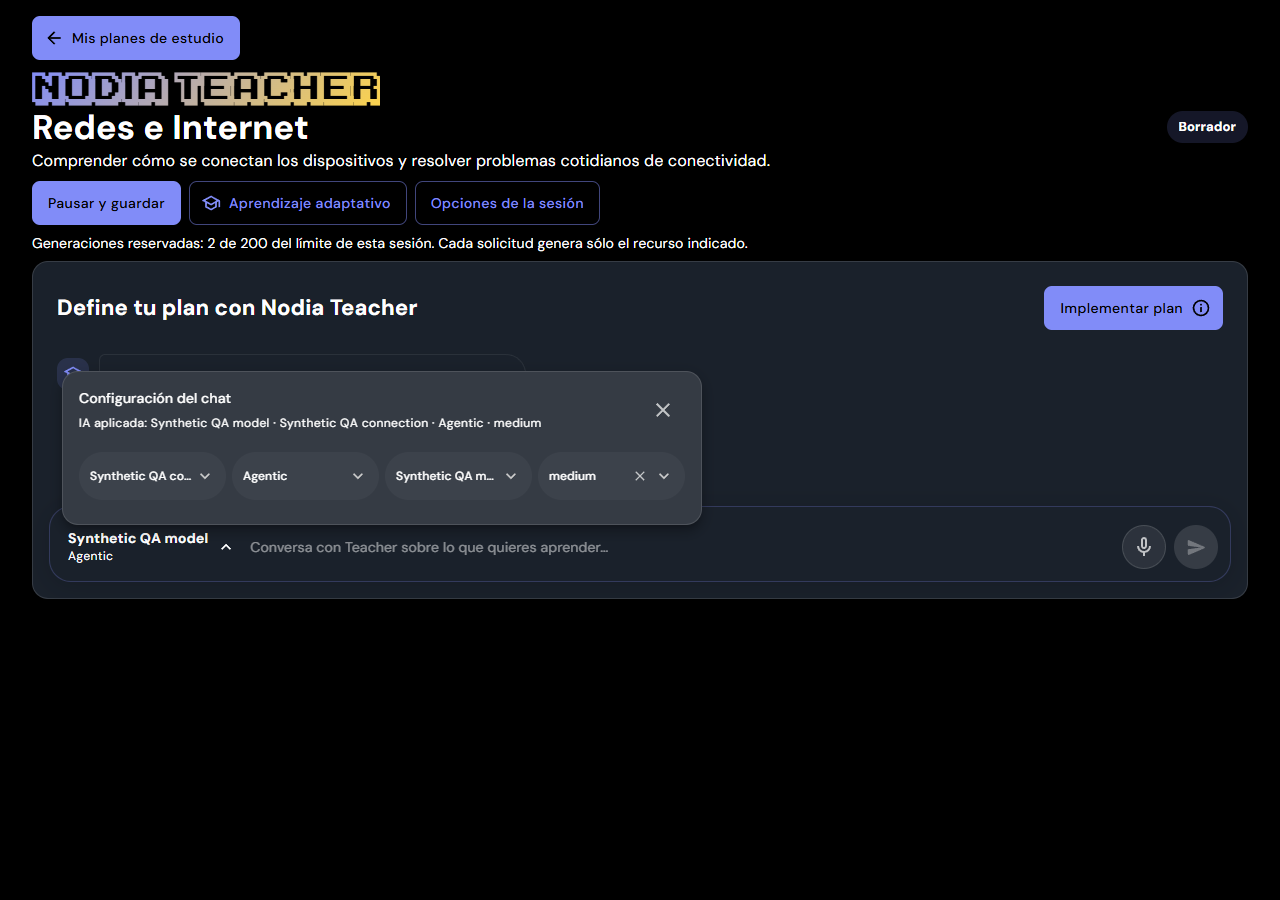 Mis planes de estudio
NODIA TEACHER
Redes e Internet
Borrador
Comprender cómo se conectan los dispositivos y resolver problemas cotidianos de conectividad.
Pausar y guardar
Aprendizaje adaptativo
Opciones de la sesión
Generaciones reservadas: 2 de 200 del límite de esta sesión. Cada solicitud genera sólo el recurso indicado.
Define tu plan con Nodia Teacher
Implementar plan
Configuración del chat
IA aplicada: Synthetic QA model · Synthetic QA connection · Agentic · medium
Synthetic QA co...
Agentic
Synthetic QA m...
medium
Synthetic QA model
Agentic
Conversa con Teacher sobre lo que quieres aprender...